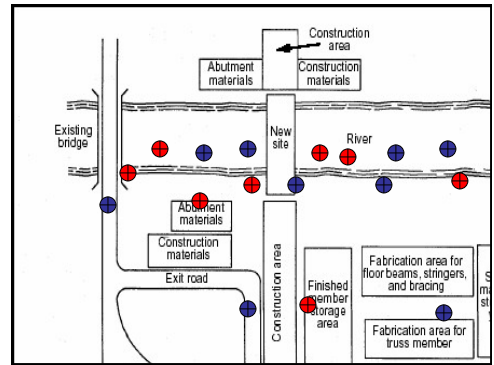 Construction
area
Abutment
materials
Construction
materials
Existing
bridge
New
site
River
Abutment
materials
Construction
materials
Exit road
Construction area
Finished
member
storage
area
Fabrication area for
floor beams, stringers,
and bracing
Fabrication area for
truss member